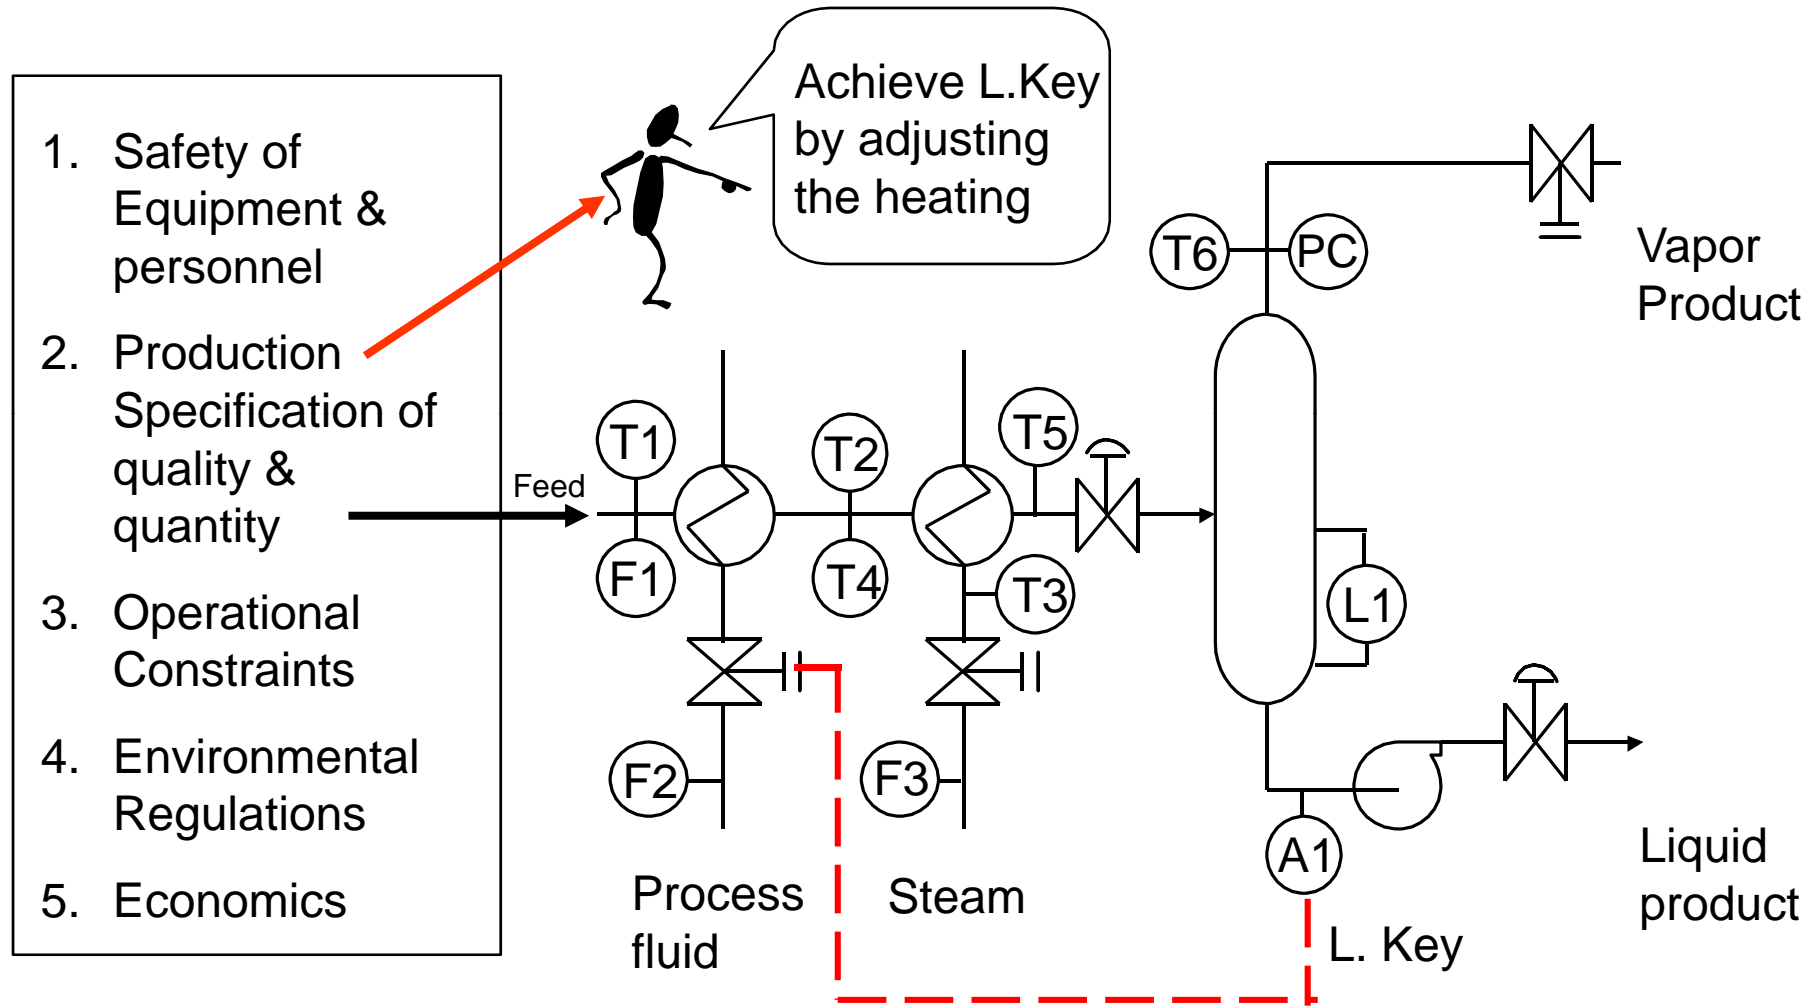 1. Safety of
Equipment &
personnel
2. Production
Specification of
quality &
quantity
3. Operational
Constraints
4. Environmental
Regulations
5. Economics
Achieve L.Key
by adjusting
the heating
Feed
T1
F1
T2
T4
T5
T3
F2
F3
Process
fluid
Steam
T6
PC
L1
A1
L. Key
Vapor
Product
Liquid
product